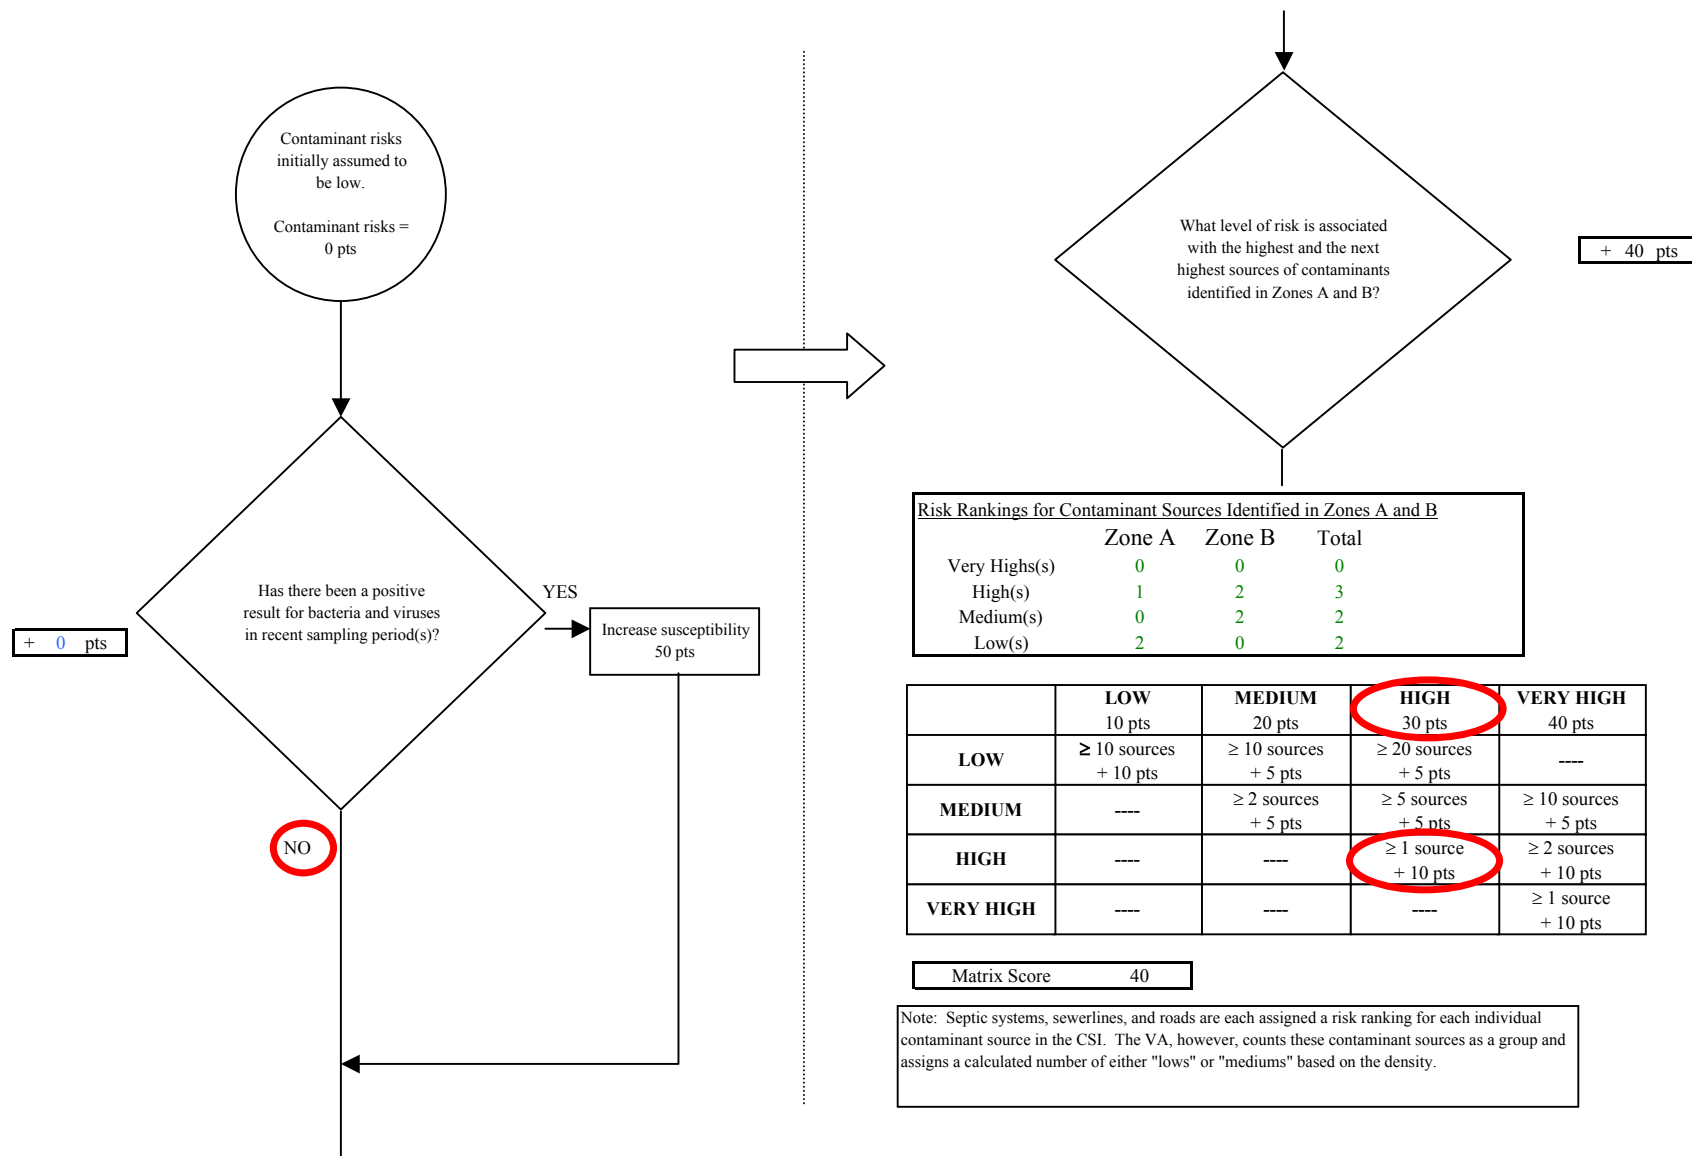 Contaminant risks
initially assumed to
be low.
Contaminant risks =
0 pts
Has there been a positive
result for bacteria and viruses
in recent sampling period(s)?
+ 0 pts
YES
Increase susceptibility
50 pts
NO
What level of risk is associated
with the highest and the next
highest sources of contaminants
identified in Zones A and B?
+ 40 pts
Risk Rankings for Contaminant Sources Identified in Zones A and B
Zone A Zone B Total
Very Highs(s) 0 0 0
High(s) 1 2 3
Medium(s) 0 2 2
Low(s) 2 0 2
LOW MEDIUM HIGH VERY HIGH
10 pts 20 pts 30 pts 40 pts
LOW ≥ 10 sources + 10 pts ≥ 10 sources + 5 pts ≥ 20 sources + 5 pts ----
MEDIUM ---- ≥ 2 sources + 5 pts ≥ 5 sources + 5 pts ≥ 10 sources + 5 pts
HIGH ---- ---- ≥ 1 source + 10 pts ≥ 2 sources + 10 pts
VERY HIGH ---- ---- ---- ≥ 1 source + 10 pts
Matrix Score 40
Note: Septic systems, sewerlines, and roads are each assigned a risk ranking for each individual
contaminant source in the CSI. The VA, however, counts these contaminant sources as a group and
assigns a calculated number of either "lows" or "mediums" based on the density.